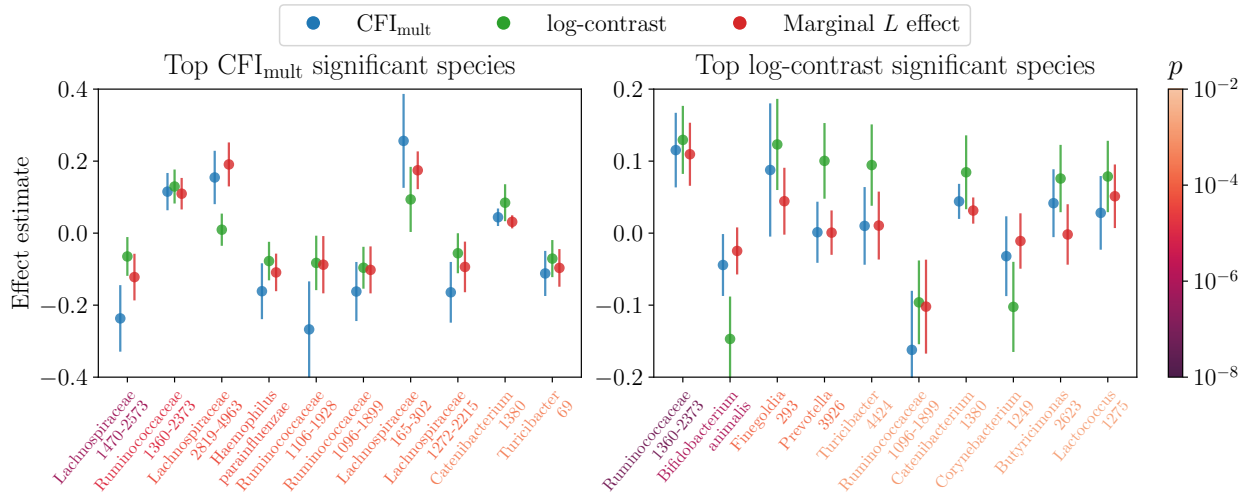 CFI_mult log-contrast Marginal L effect
Top CFI_mult significant species
Top log-contrast significant species
p
Effect estimate
0.4
0.2
0.0
−0.2
−0.4
Lachnospiraceae
1470-2573
Ruminococcaceae
1360-2373
Lachnospiraceae
2819-4963
Haemophilus
parainfluenzae
Ruminococcaceae
1106-1928
Ruminococcaceae
1096-1899
Lachnospiraceae
165-302
Lachnospiraceae
1272-2215
Catenibacterium
1380
Turicibacter
69
0.2
0.1
0.0
−0.1
−0.2
Ruminococcaceae
1360-2373
Bifidobacterium
animalis
Finegoldia
293
Prevotella
3926
Turicibacter
4424
Ruminococcaceae
1096-1899
Catenibacterium
1380
Corynebacterium
1249
Butyricimonas
2623
Lactococcus
1275
10^−2
10^−4
10^−6
10^−8